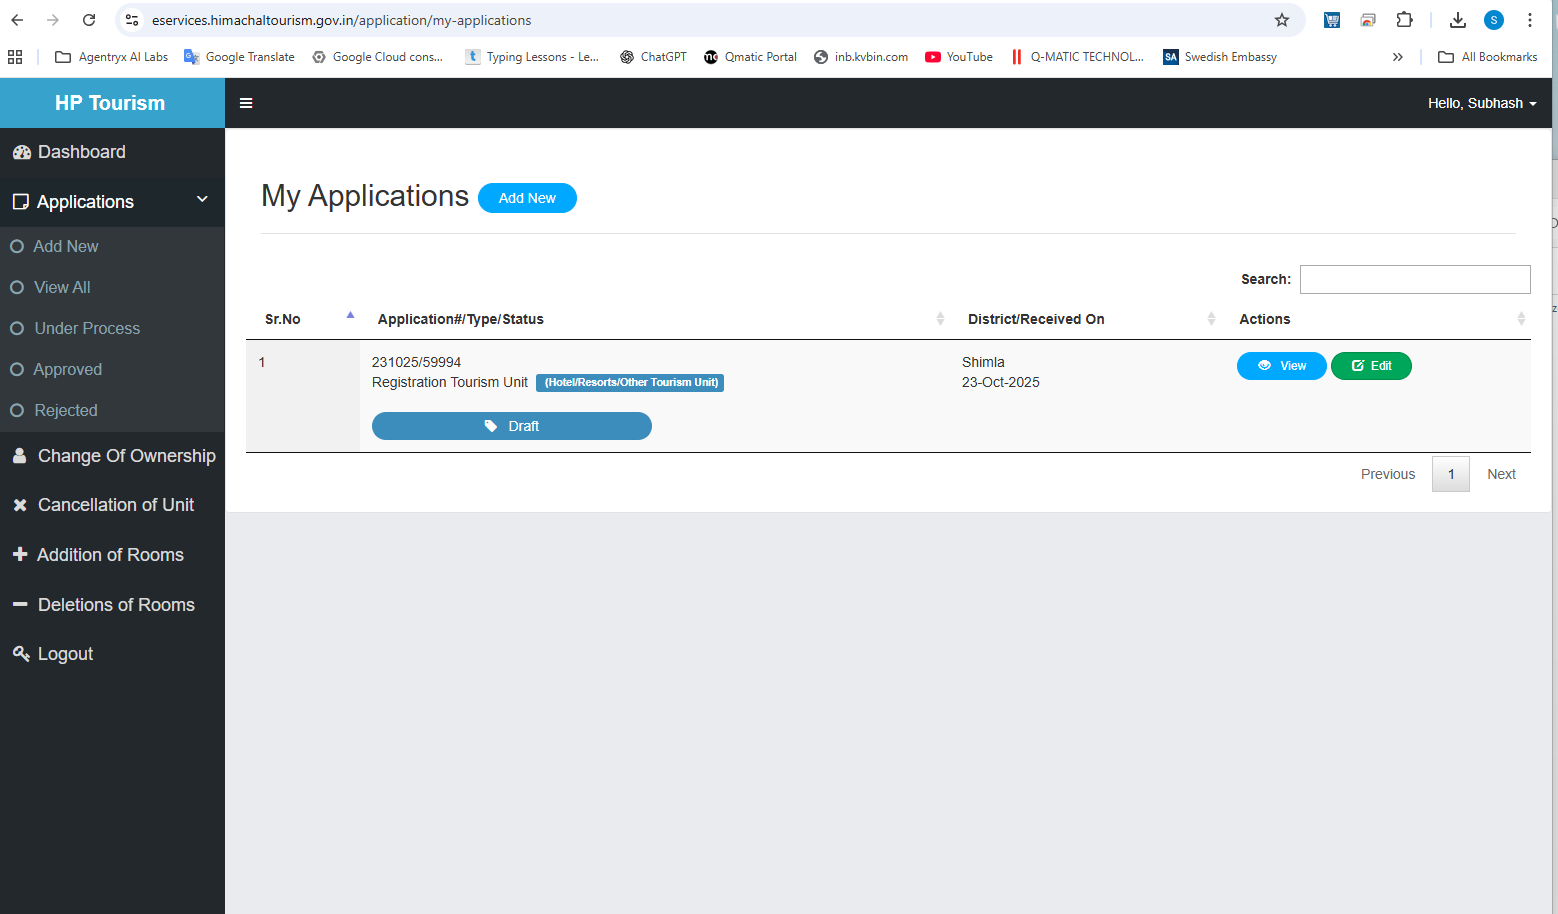 eservices.himachaltourism.gov.in/application/my-applications
S
Agentryx AI Labs
Google Translate
Google Cloud cons...
t
Typing Lessons - Le...
ChatGPT
Qmatic Portal
inb.kvbin.com
YouTube
Q-MATIC TECHNOL...
SA
Swedish Embassy
»
All Bookmarks
HP Tourism
Hello, Subhash
Dashboard
Applications
Add New
View All
Under Process
Approved
Rejected
Change Of Ownership
Cancellation of Unit
Addition of Rooms
Deletions of Rooms
Logout
My Applications Add New
Search:
Sr.No Application#/Type/Status District/Received On Actions
1 231025/59994 Shimla View Edit
Registration Tourism Unit (Hotel/Resorts/Other Tourism Unit) 23-Oct-2025
Draft
Previous 1 Next